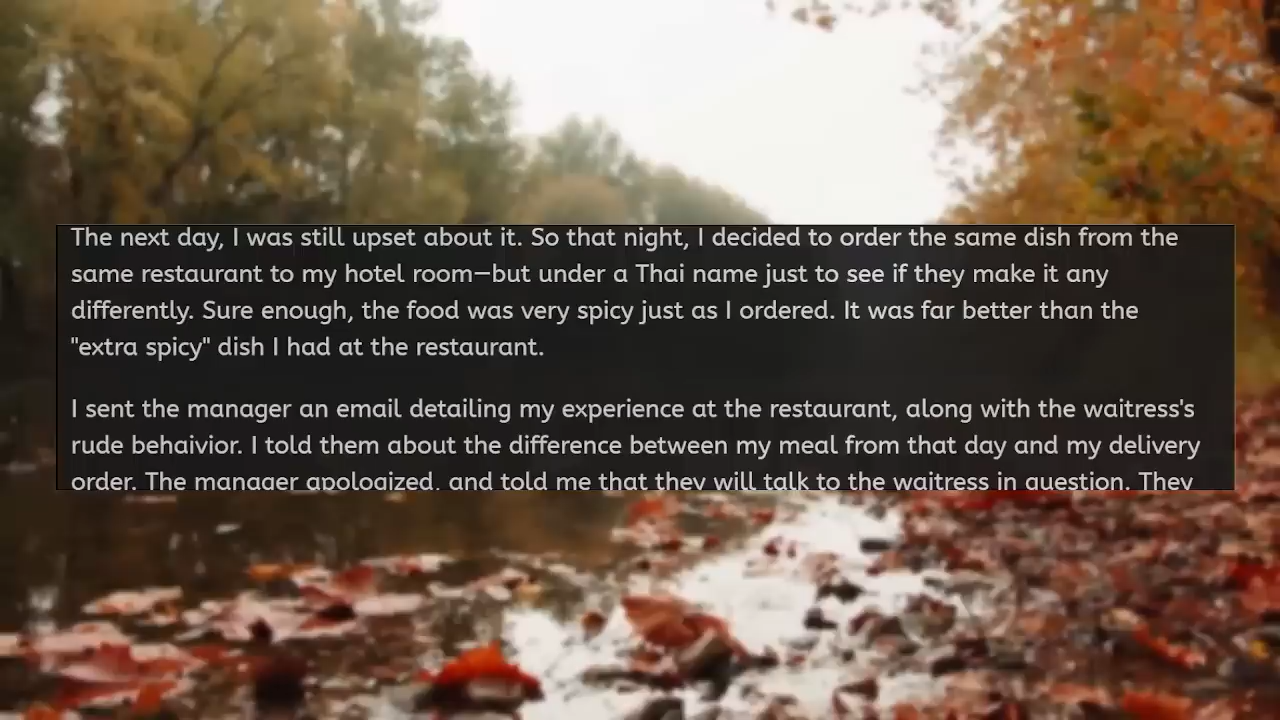 The next day, I was still upset about it. So that night, I decided to order the same dish from the
same restaurant to my hotel room—but under a Thai name just to see if they make it any
differently. Sure enough, the food was very spicy just as I ordered. It was far better than the
"extra spicy" dish I had at the restaurant.
I sent the manager an email detailing my experience at the restaurant, along with the waitress's
rude behaivior. I told them about the difference between my meal from that day and my delivery
order. The manager apologized, and told me that they will talk to the waitress in question. They